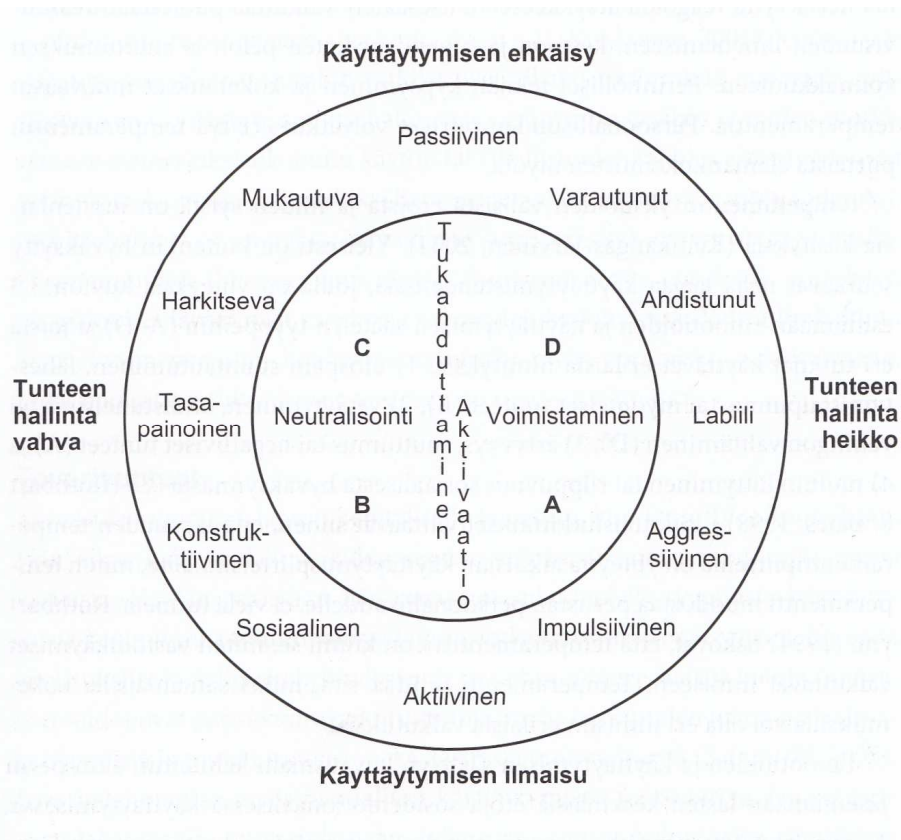 Käyttäytymisen ehkäisy
Passiivinen
Mukautuva
Varautunut
Harkitseva
Ahdistunut
Tukahduttaminen
C
D
Tunteen
hallinta
vahva
Tasa-
painoinen
Neutralisointi
Aktivaatio
Voimistaminen
Labiili
Tunteen
hallinta
heikko
B
A
Konstruk-
tiivinen
Aggres-
siivinen
Sosiaalinen
Impulsiivinen
Aktiivinen
Käyttäytymisen ilmaisu